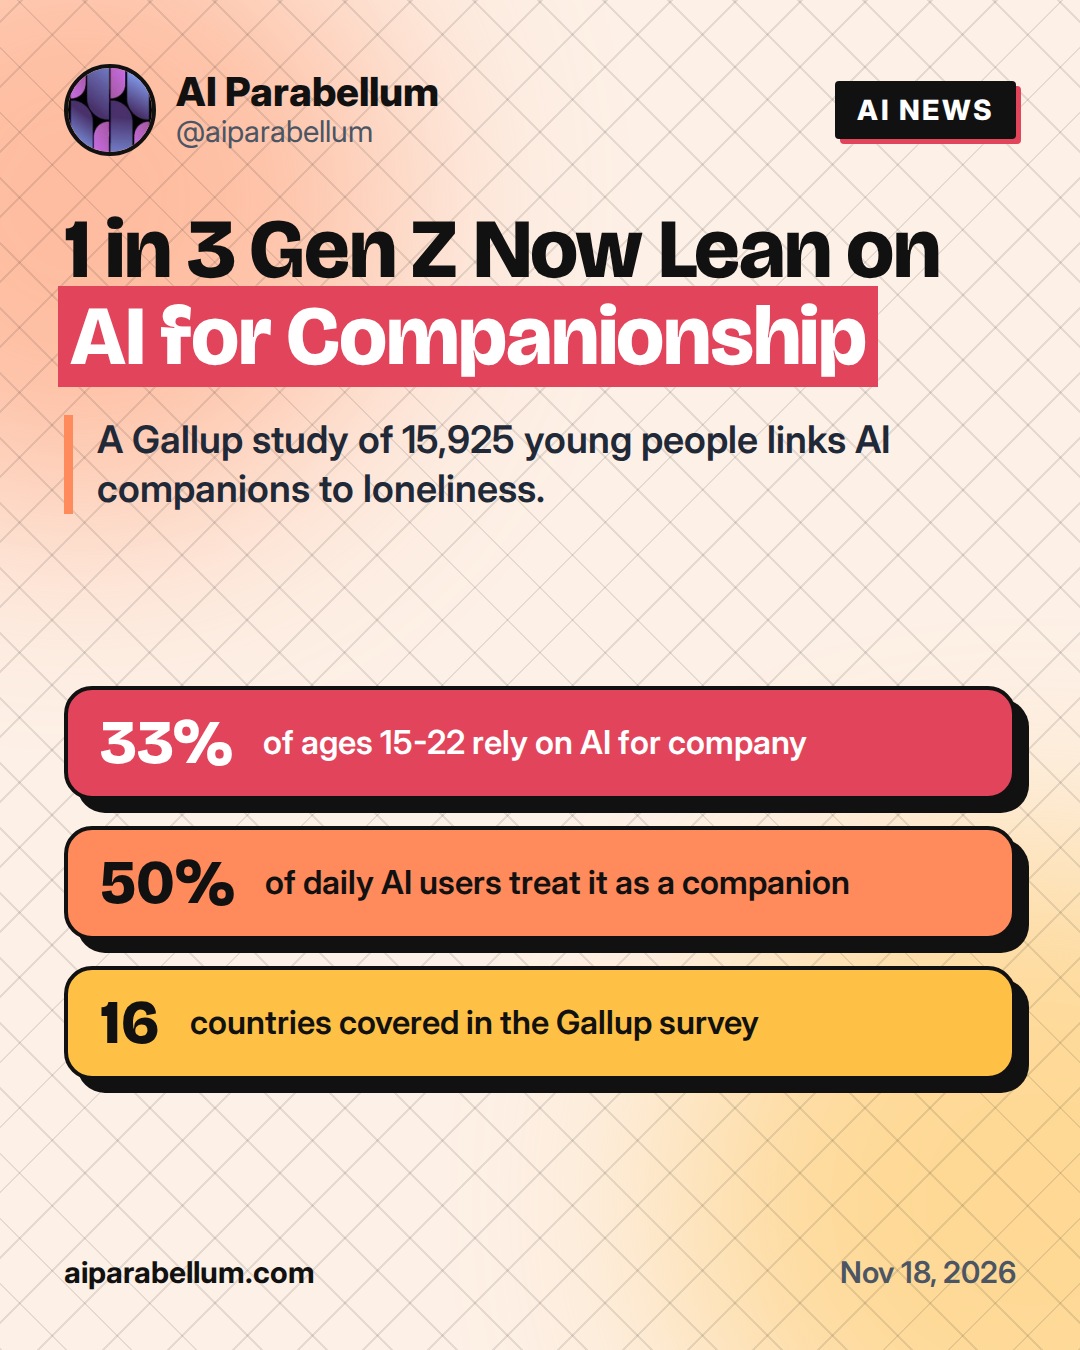 AI Parabellum
@aiparabellum
AI NEWS
1 in 3 Gen Z Now Lean on
AI for Companionship
A Gallup study of 15,925 young people links AI
companions to loneliness.
33% of ages 15-22 rely on AI for company
50% of daily AI users treat it as a companion
16 countries covered in the Gallup survey
aiparabellum.com
Nov 18, 2026